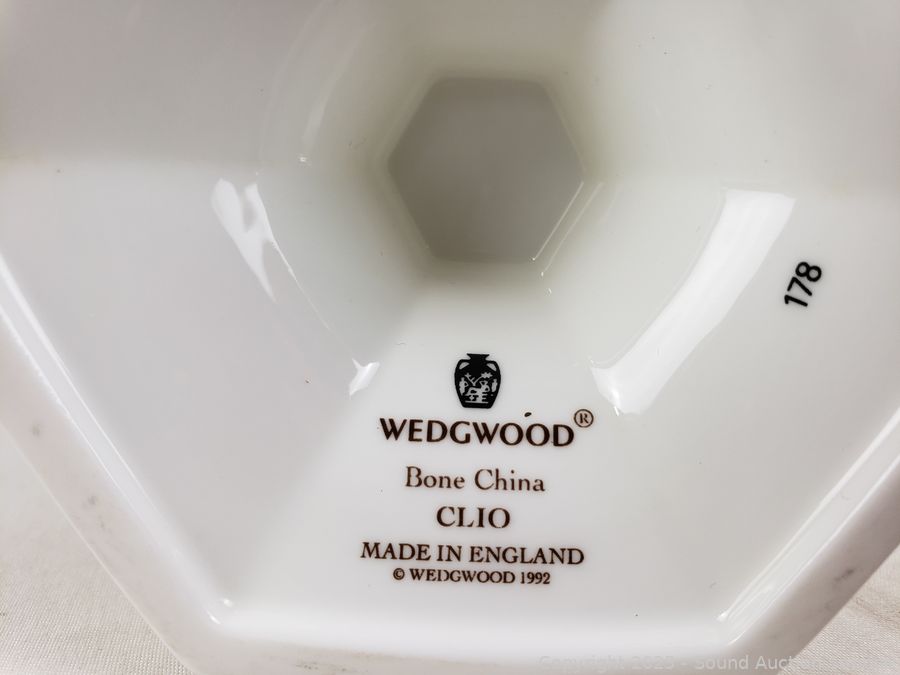 178
WEDGWOOD®
Bone China
CLIO
MADE IN ENGLAND
© WEDGWOOD 1992
Copyright 2023 - Sound Auction